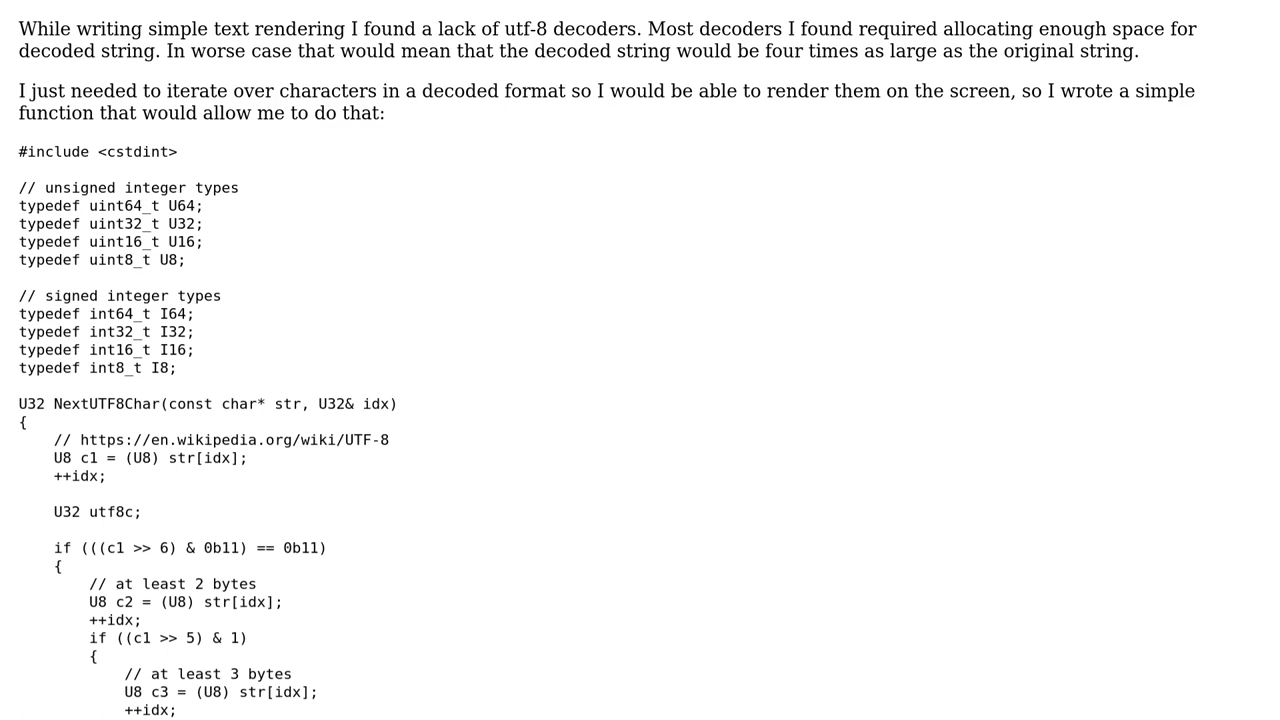 While writing simple text rendering I found a lack of utf-8 decoders. Most decoders I found required allocating enough space for
decoded string. In worse case that would mean that the decoded string would be four times as large as the original string.

I just needed to iterate over characters in a decoded format so I would be able to render them on the screen, so I wrote a simple
function that would allow me to do that:

#include <cstdint>

// unsigned integer types
typedef uint64_t U64;
typedef uint32_t U32;
typedef uint16_t U16;
typedef uint8_t U8;

// signed integer types
typedef int64_t I64;
typedef int32_t I32;
typedef int16_t I16;
typedef int8_t I8;

U32 NextUTF8Char(const char* str, U32& idx)
{
    // https://en.wikipedia.org/wiki/UTF-8
    U8 c1 = (U8) str[idx];
    ++idx;

    U32 utf8c;

    if (((c1 >> 6) & 0b11) == 0b11)
    {
        // at least 2 bytes
        U8 c2 = (U8) str[idx];
        ++idx;
        if ((c1 >> 5) & 1)
        {
            // at least 3 bytes
            U8 c3 = (U8) str[idx];
            ++idx;